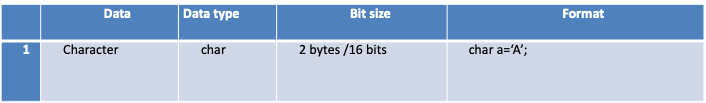 Data Data type Bit size Format
1 Character char 2 bytes /16 bits char a=‘A’;